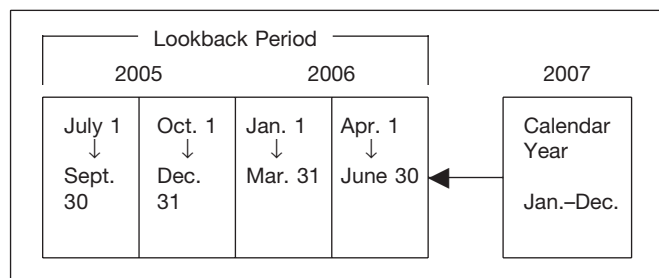 Lookback Period
2005 2006 2007
July 1 Oct. 1 Jan. 1 Apr. 1 Calendar
↓ ↓ ↓ ↓ Year
Sept. Dec. Mar. 31 June 30
30 31 Jan.–Dec.